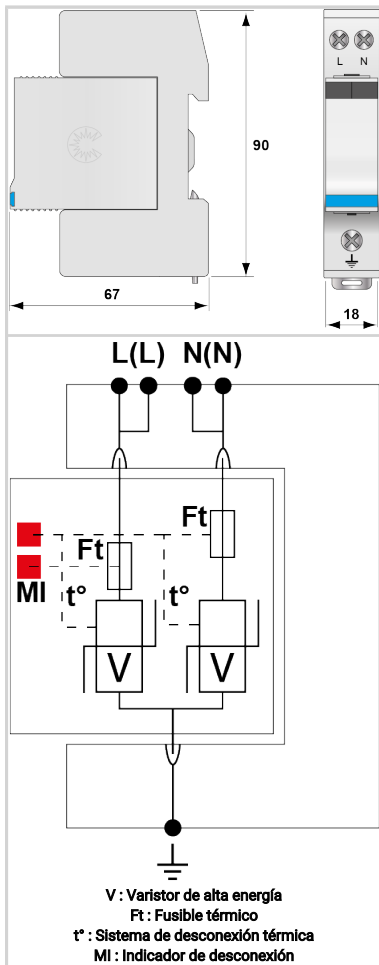 L N
90
67
18
L(L) N(N)
Ft
Ft
MI
t° t°
V V
V : Varistor de alta energía
Ft : Fusible térmico
t° : Sistema de desconexión térmica
MI : Indicador de desconexión